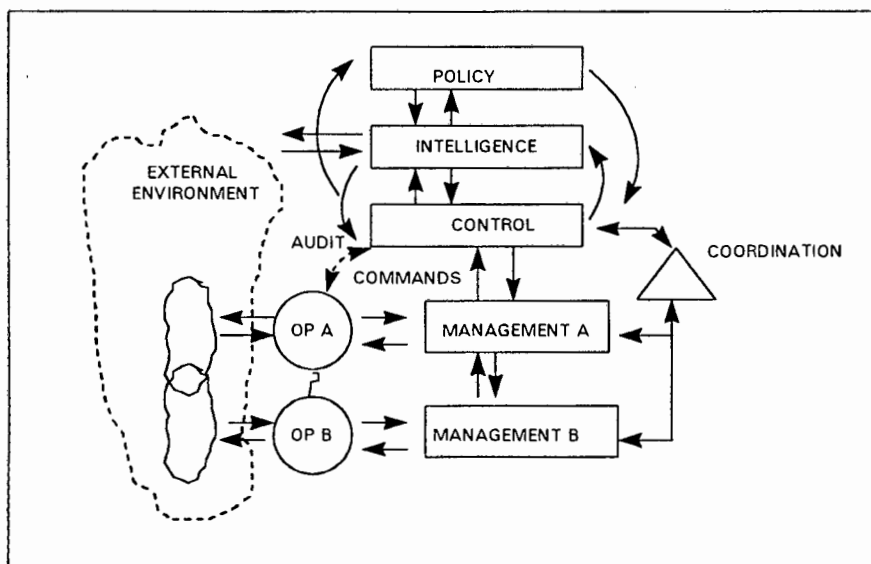 POLICY
INTELLIGENCE
EXTERNAL
ENVIRONMENT
CONTROL
AUDIT
COORDINATION
COMMANDS
OP A
MANAGEMENT A
OP B
MANAGEMENT B